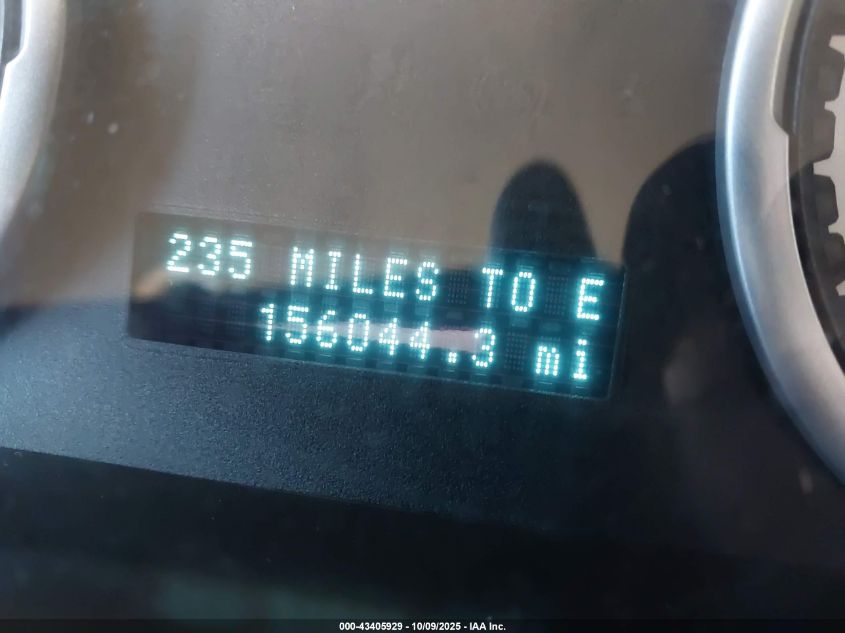 235 MILES TO E
156044.3 mi
000-43405929 - 10/09/2025 - IAA Inc.